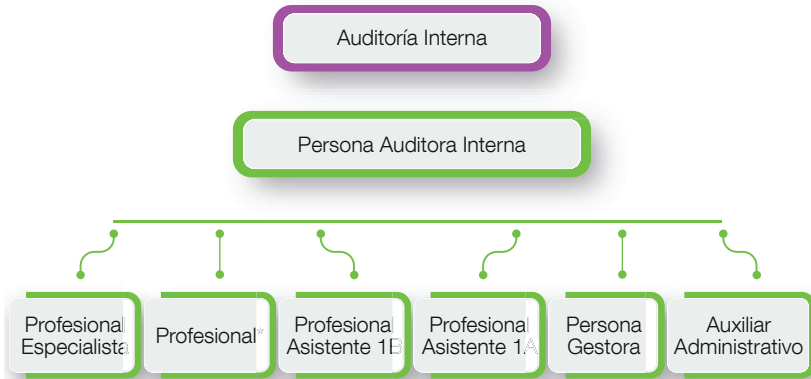 Auditoría Interna
Persona Auditora Interna
Profesional
Especialista
Profesional*
Profesional
Asistente 1B
Profesional
Asistente 1A
Persona
Gestora
Auxiliar
Administrativo